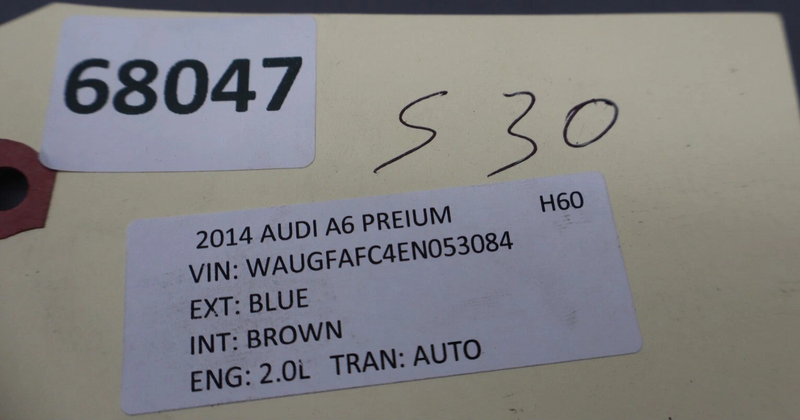 68047
S 30
2014 AUDI A6 PREIUM H60
VIN: WAUGFAFC4EN053084
EXT: BLUE
INT: BROWN
ENG: 2.0L TRAN: AUTO